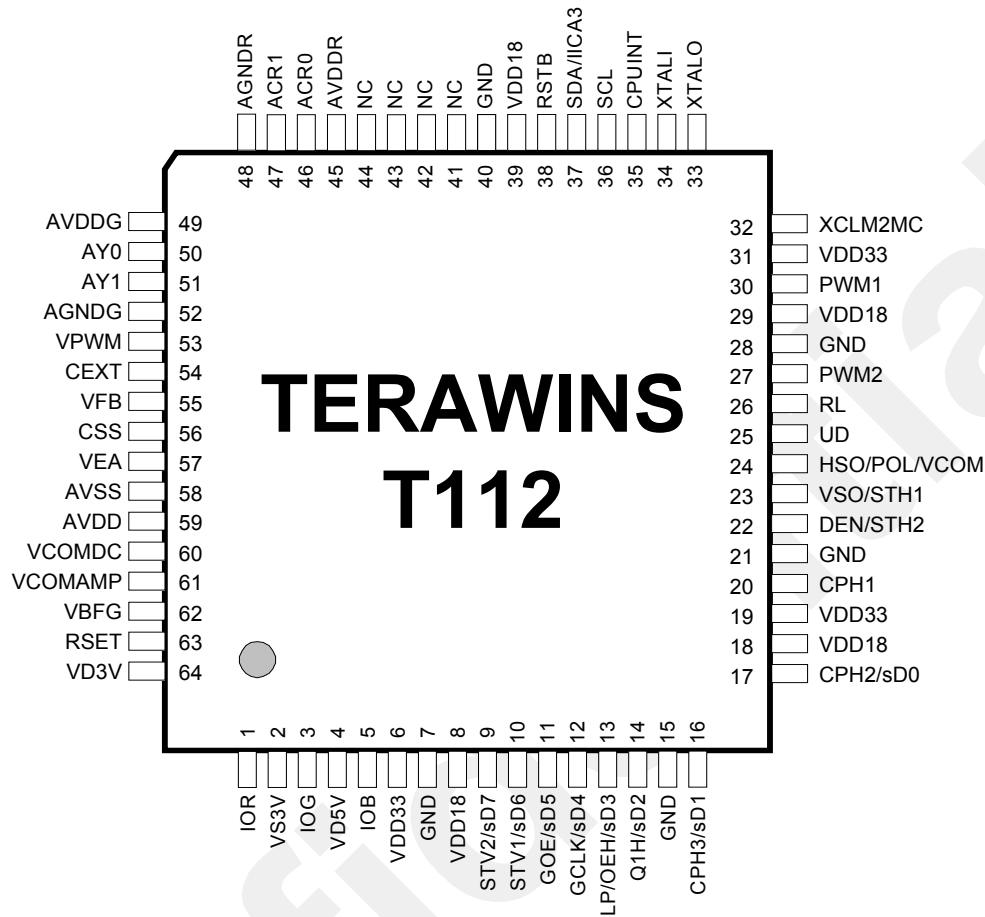 AGNDR
ACR1
ACR0
AVDDR
NC
NC
NC
NC
GND
VDD18
RSTB
SDA/IICA3
SCL
CPUINT
XTALI
XTALO
48
47
46
45
44
43
42
41
40
39
38
37
36
35
34
33
AVDDG 49
AY0 50
AY1 51
AGNDG 52
VPWM 53
CEXT 54
VFB 55
CSS 56
VEA 57
AVSS 58
AVDD 59
VCOMDC 60
VCOMAMP 61
VBFG 62
RSET 63
VD3V 64
TERAWINS
T112
32 XCLM2MC
31 VDD33
30 PWM1
29 VDD18
28 GND
27 PWM2
26 RL
25 UD
24 HSO/POL/VCOM
23 VSO/STH1
22 DEN/STH2
21 GND
20 CPH1
19 VDD33
18 VDD18
17 CPH2/sD0
1
2
3
4
5
6
7
8
9
10
11
12
13
14
15
16
IOR
VS3V
IOG
VD5V
IOB
VDD33
GND
VDD18
STV2/sD7
STV1/sD6
GOE/sD5
GCLK/sD4
LP/OEH/sD3
Q1H/sD2
GND
CPH3/sD1